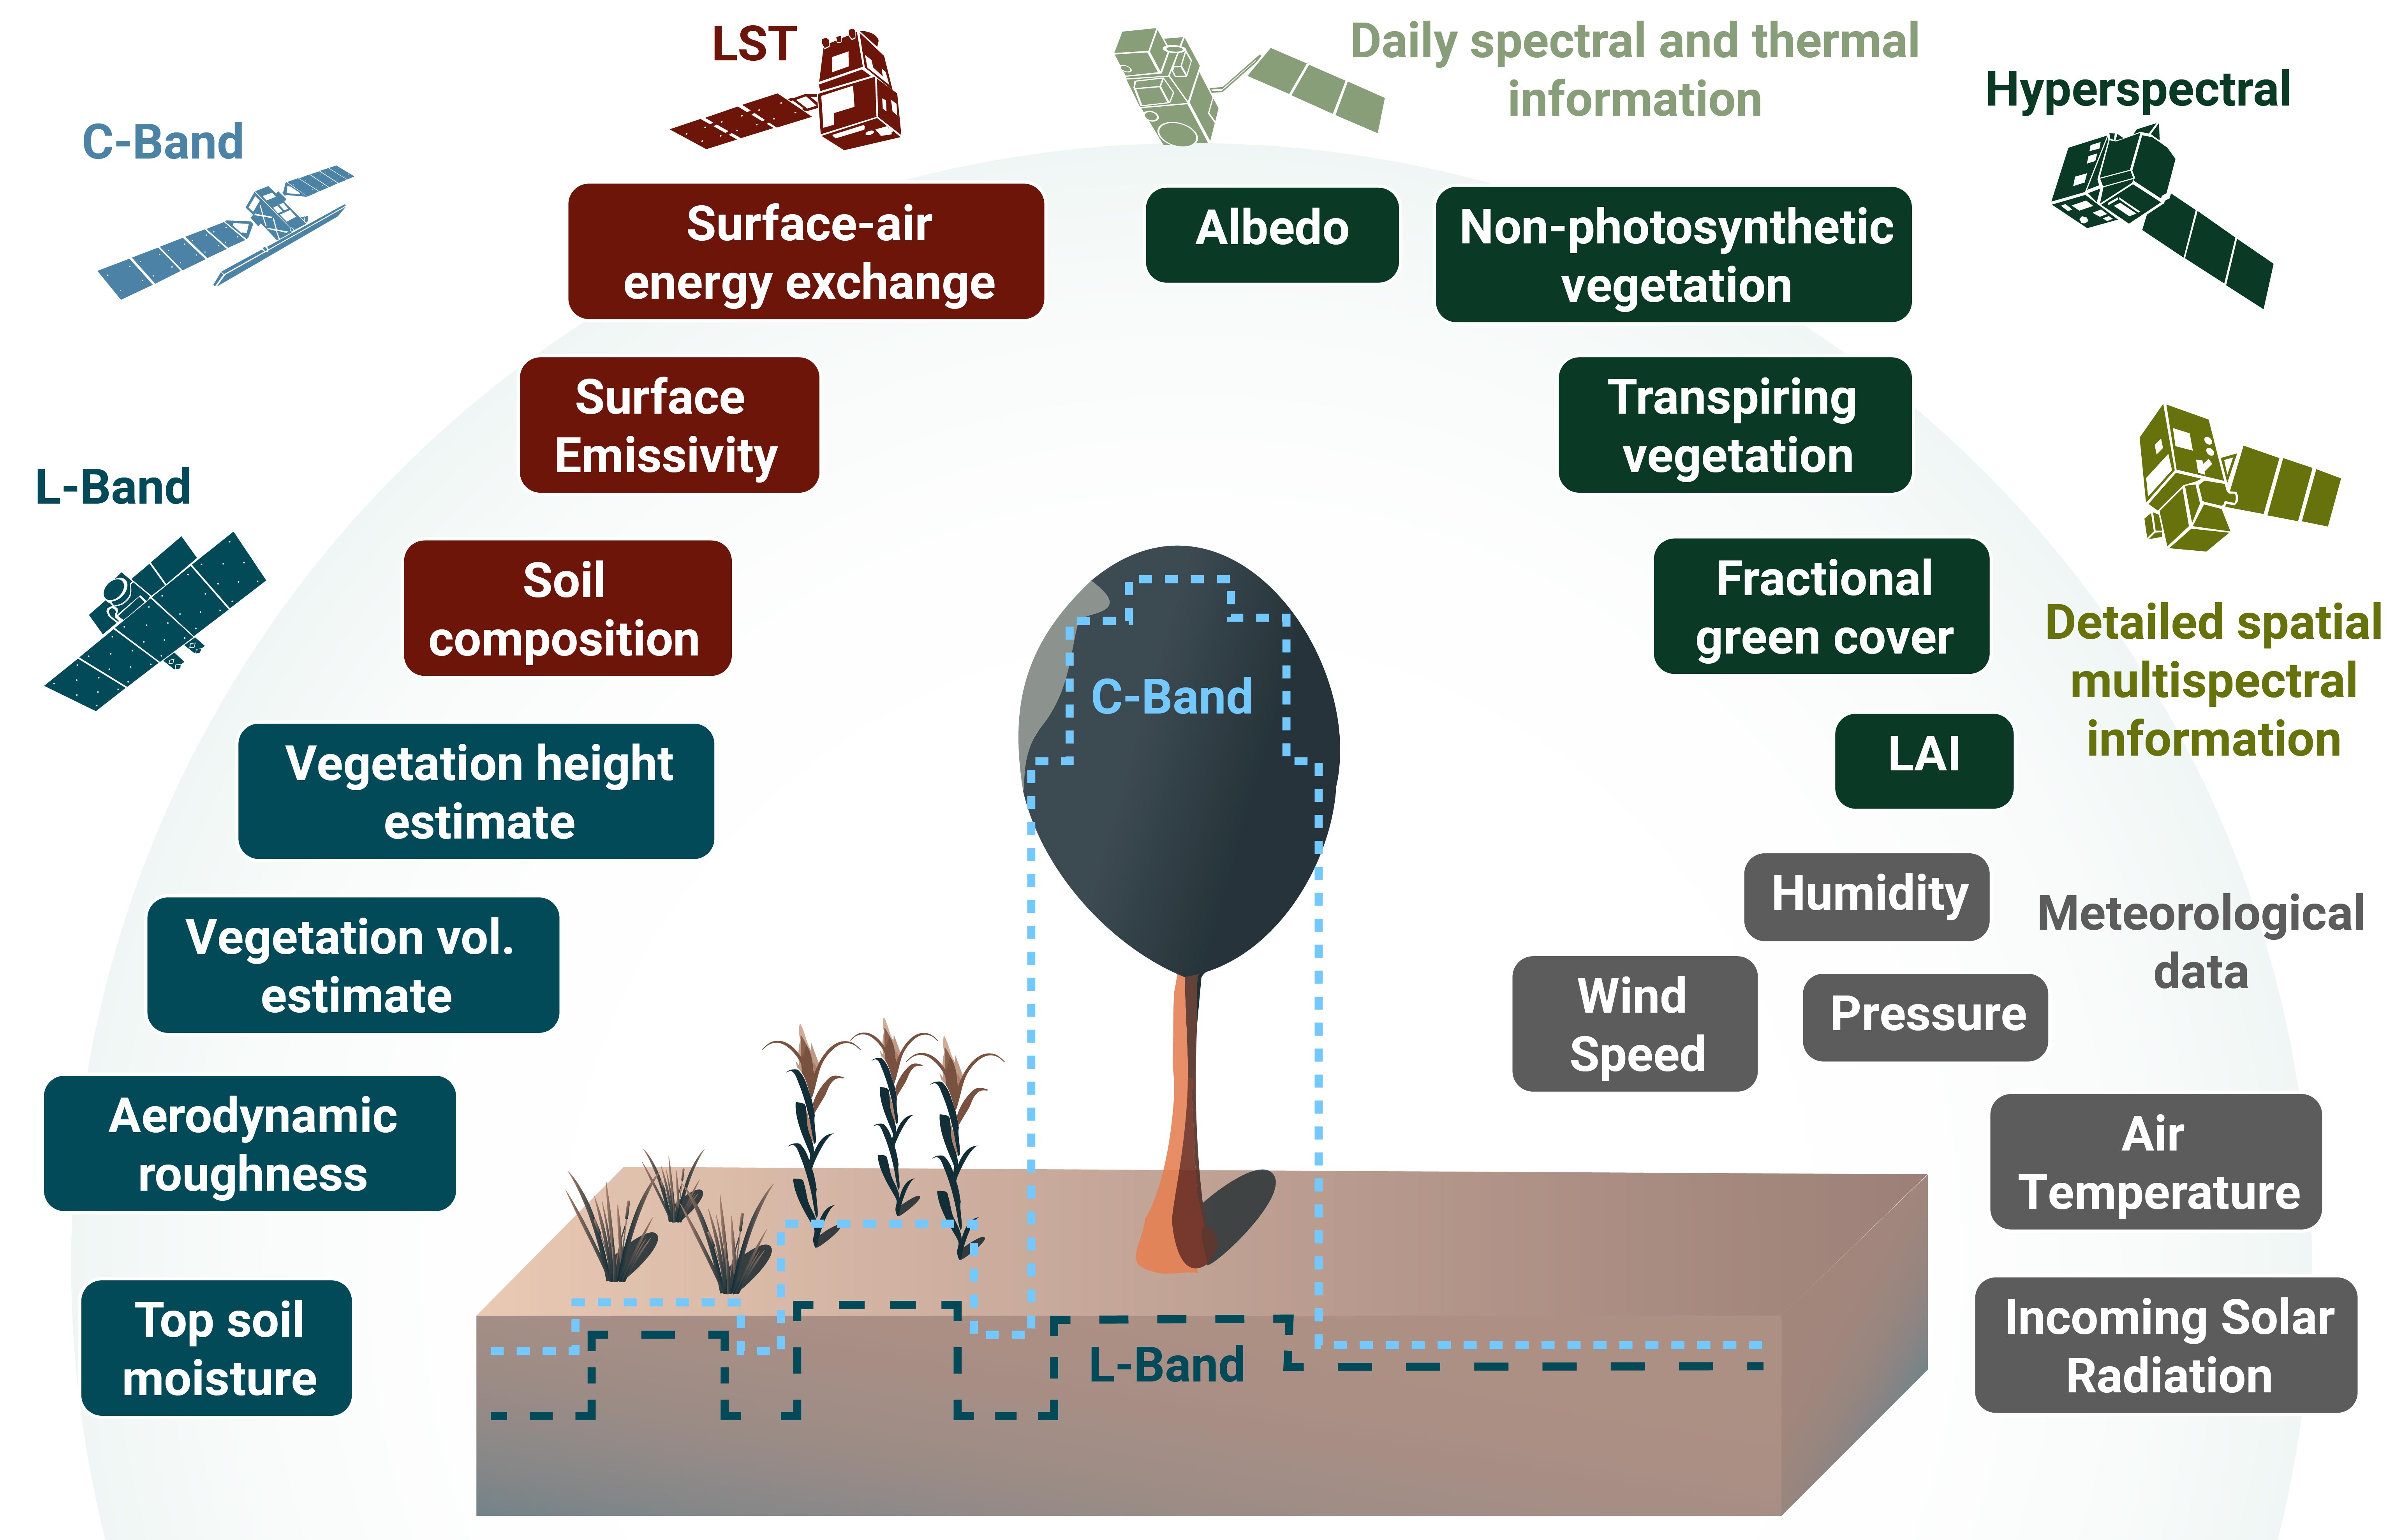 LST
Daily spectral and thermal
information
Hyperspectral
C-Band
Surface-air
energy exchange
Albedo
Non-photosynthetic
vegetation
Surface
Emissivity
Transpiring
vegetation
L-Band
Soil
composition
Fractional
green cover
Detailed spatial
multispectral
information
C-Band
Vegetation height
estimate
LAI
Vegetation vol.
estimate
Humidity
Meteorological
data
Wind
Speed
Pressure
Aerodynamic
roughness
Air
Temperature
Top soil
moisture
L-Band
Incoming Solar
Radiation